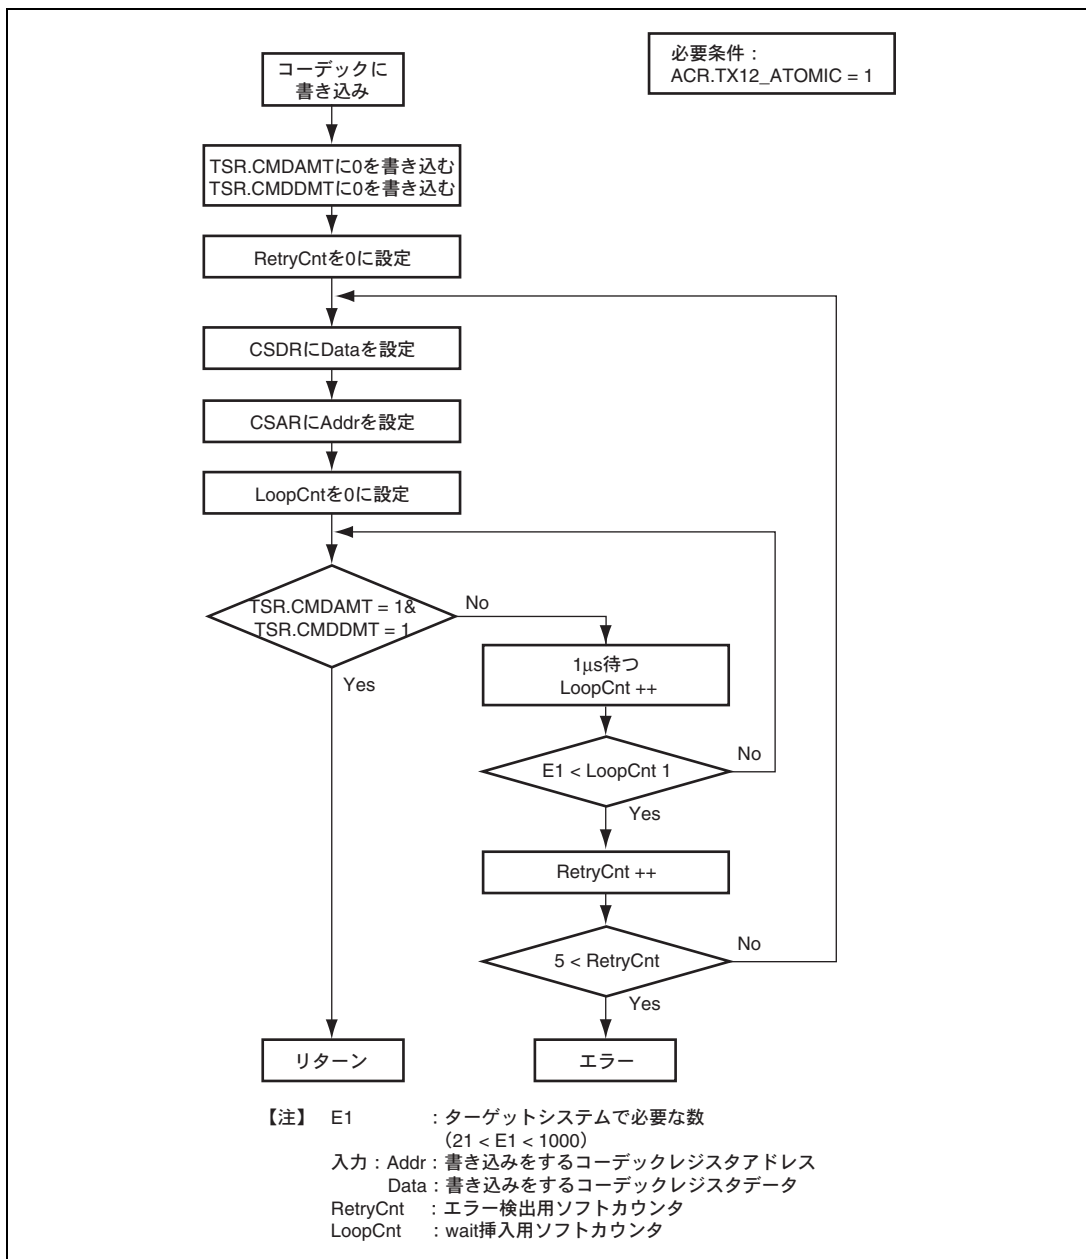 コーデックに
書き込み
必要条件：
ACR.TX12_ATOMIC = 1
TSR.CMDAMTに0を書き込む
TSR.CMDDMTに0を書き込む
RetryCntを0に設定
CSDRにDataを設定
CSARにAddrを設定
LoopCntを0に設定
TSR.CMDAMT = 1&
TSR.CMDDMT = 1
No
Yes
1μs待つ
LoopCnt ++
E1 < LoopCnt 1
No
Yes
RetryCnt ++
5 < RetryCnt
No
Yes
リターン
エラー
【注】 E1 ：ターゲットシステムで必要な数
（21 < E1 < 1000）
入力：Addr：書き込みをするコーデックレジスタアドレス
Data：書き込みをするコーデックレジスタデータ
RetryCnt ：エラー検出用ソフトカウンタ
LoopCnt ：wait挿入用ソフトカウンタ